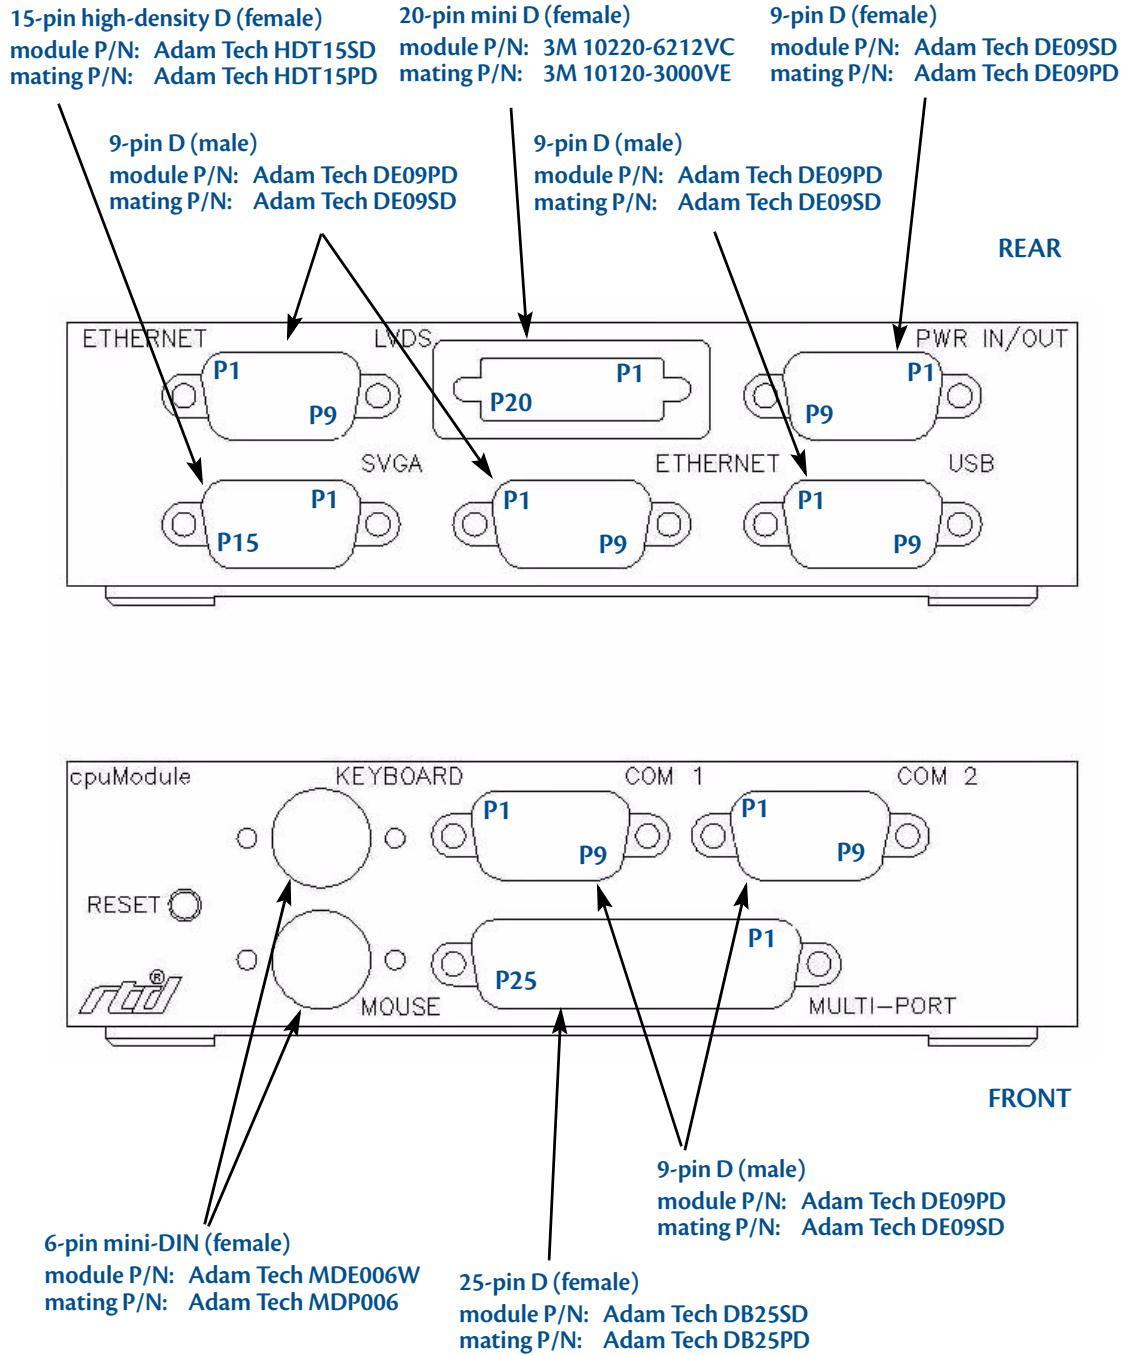 15-pin high-density D (female)
module P/N: Adam Tech HDT15SD
mating P/N: Adam Tech HDT15PD
20-pin mini D (female)
module P/N: 3M 10220-6212VC
mating P/N: 3M 10120-3000VE
9-pin D (female)
module P/N: Adam Tech DE09SD
mating P/N: Adam Tech DE09PD
9-pin D (male)
module P/N: Adam Tech DE09PD
mating P/N: Adam Tech DE09SD
9-pin D (male)
module P/N: Adam Tech DE09PD
mating P/N: Adam Tech DE09SD
REAR
ETHERNET
LVDS
PWR IN/OUT
P1
P9
P1
P20
P1
P9
SVGA
ETHERNET
USB
P1
P15
P1
P9
P1
P9
cpuModule
KEYBOARD
COM 1
COM 2
P1
P9
P1
P9
RESET
P1
P25
rtd®
MOUSE
MULTI-PORT
FRONT
9-pin D (male)
module P/N: Adam Tech DE09PD
mating P/N: Adam Tech DE09SD
6-pin mini-DIN (female)
module P/N: Adam Tech MDE006W
mating P/N: Adam Tech MDP006
25-pin D (female)
module P/N: Adam Tech DB25SD
mating P/N: Adam Tech DB25PD